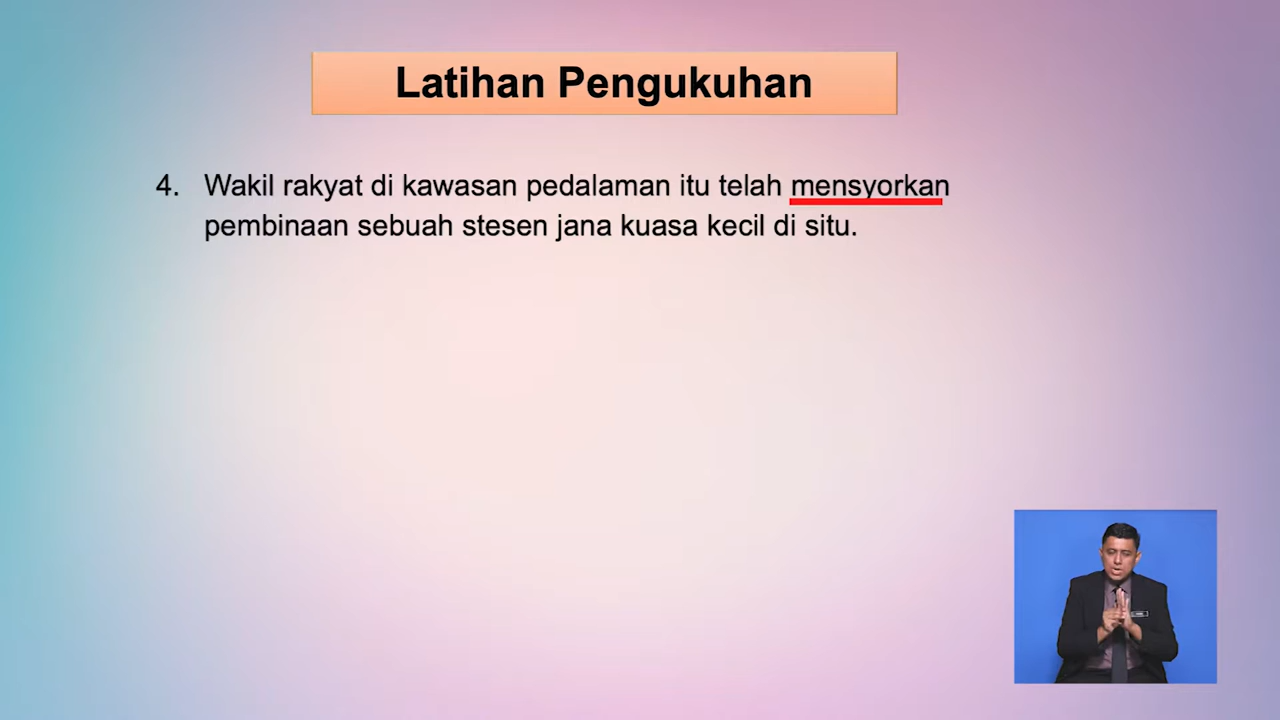 Latihan Pengukuhan
4. Wakil rakyat di kawasan pedalaman itu telah mensyorkan
pembinaan sebuah stesen jana kuasa kecil di situ.